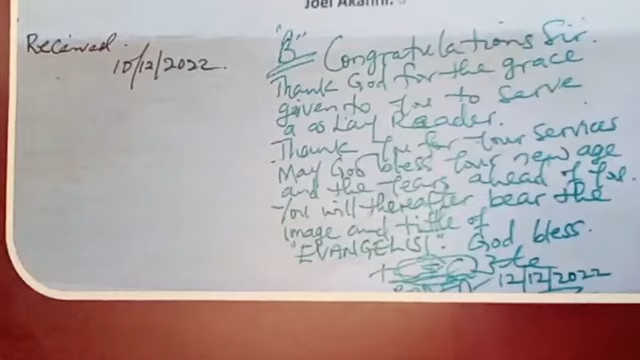 Joel Akanni.
Received.
10/12/2022
"B" Congratulations Sir.
Thank God for the grace
given to You to serve
a as Lay Reader.
Thank You for Your services
May God bless Your new age
and the Years ahead of You.
You will thereafter bear the
image and tittle of
"EVANGELIST". God bless.
12/12/2022